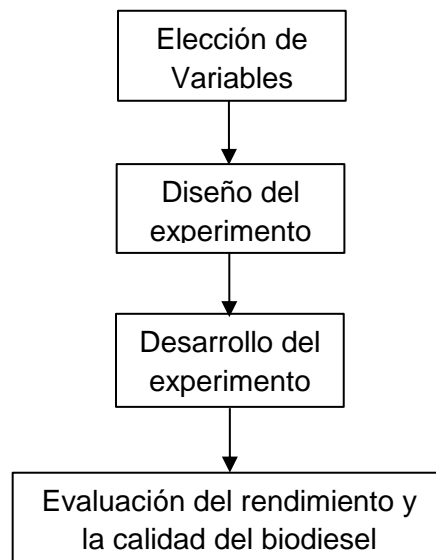 Elección de
Variables
Diseño del
experimento
Desarrollo del
experimento
Evaluación del rendimiento y
la calidad del biodiesel